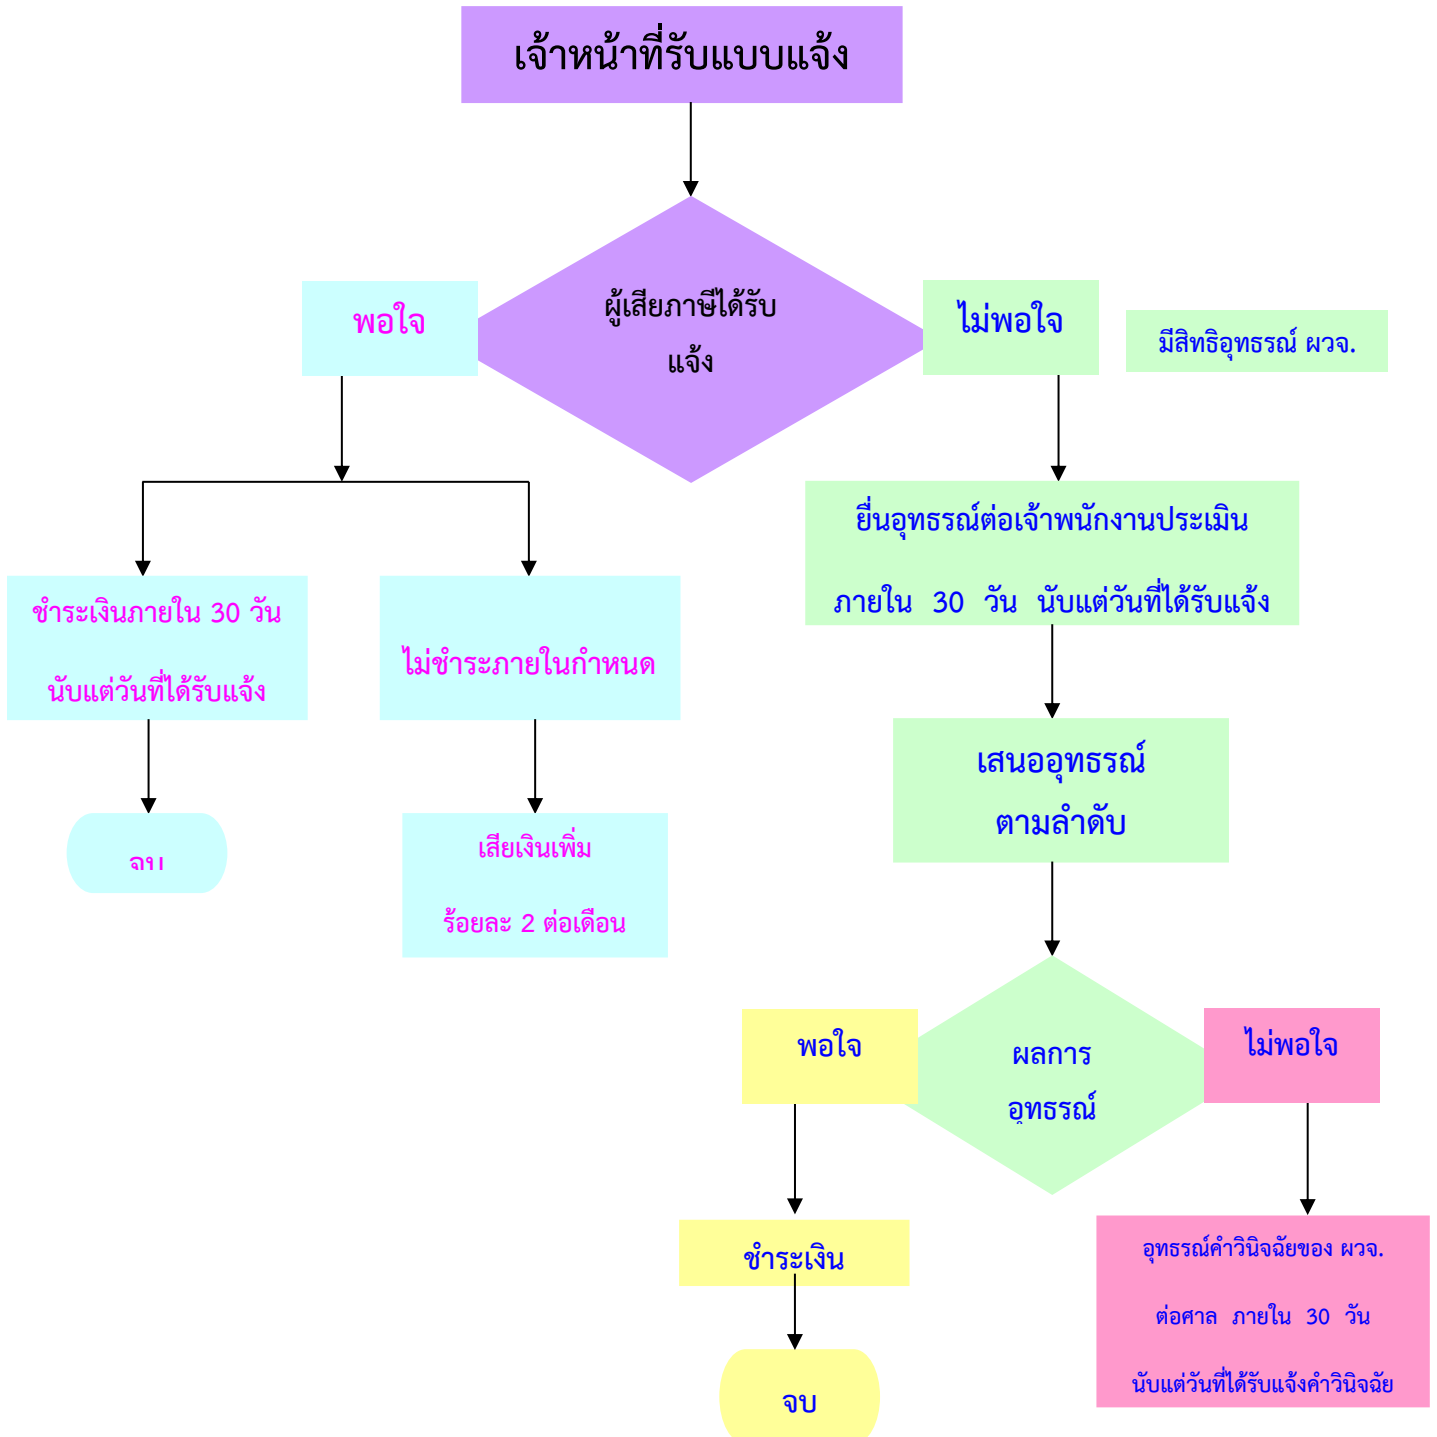 เจ้าหน้าที่รับแบบแจ้ง
ผู้เสียภาษีได้รับ
แจ้ง
พอใจ
ไม่พอใจ
มีสิทธิอุทธรณ์ ผวจ.
ชำระเงินภายใน 30 วัน
นับแต่วันที่ได้รับแจ้ง
ไม่ชำระภายในกำหนด
ยื่นอุทธรณ์ต่อเจ้าพนักงานประเมิน
ภายใน 30 วัน นับแต่วันที่ได้รับแจ้ง
จบ
เสียเงินเพิ่ม
ร้อยละ 2 ต่อเดือน
เสนออุทธรณ์
ตามลำดับ
ผลการ
อุทธรณ์
พอใจ
ไม่พอใจ
ชำระเงิน
จบ
อุทธรณ์คำวินิจฉัยของ ผวจ.
ต่อศาล ภายใน 30 วัน
นับแต่วันที่ได้รับแจ้งคำวินิจฉัย